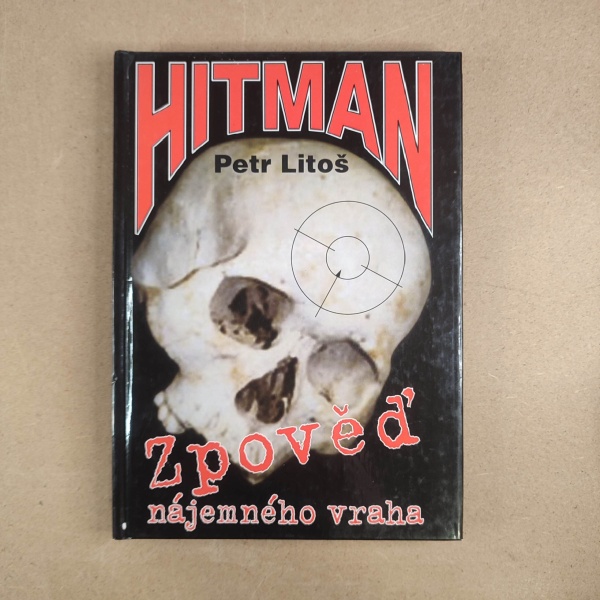 HITMAN
Petr Litoš
Zpověď
nájemného vraha